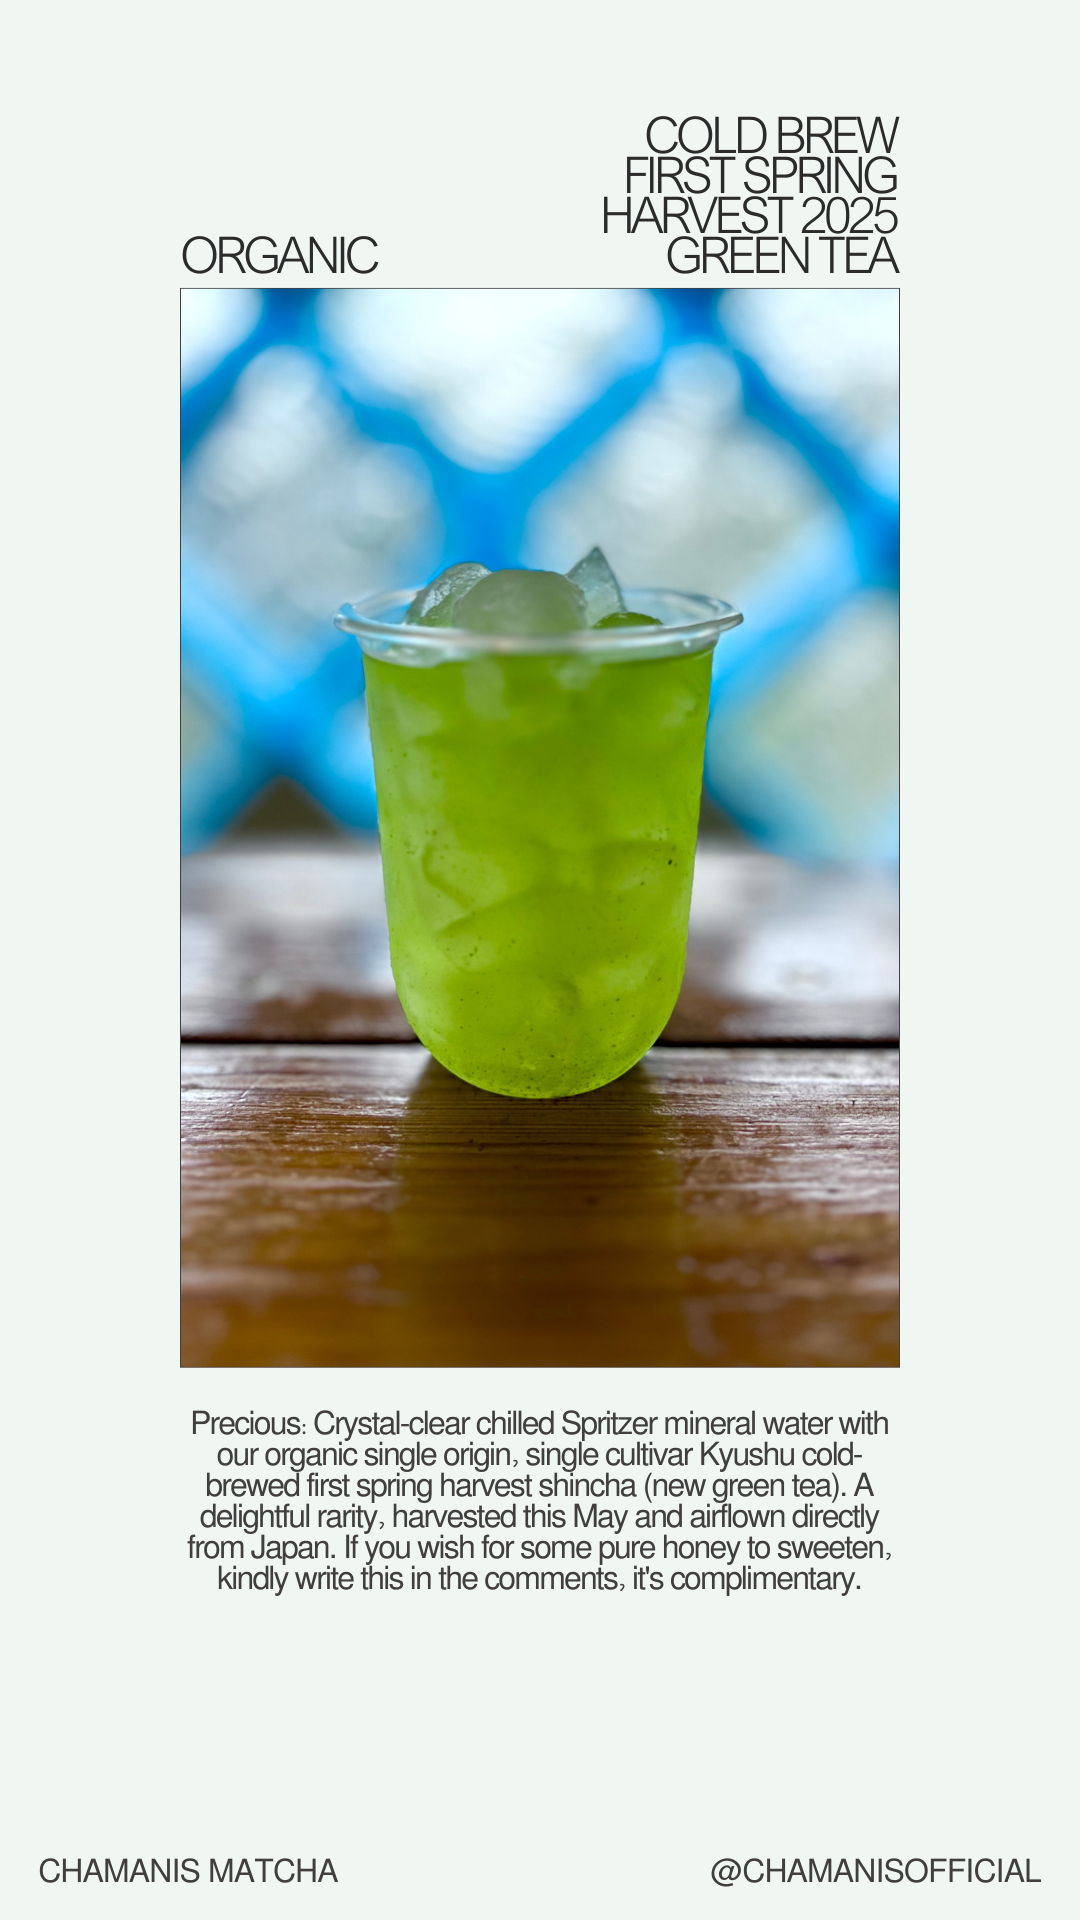 ORGANIC
COLD BREW
FIRST SPRING
HARVEST 2025
GREEN TEA
Precious: Crystal-clear chilled Spritzer mineral water with
our organic single origin, single cultivar Kyushu cold-
brewed first spring harvest shincha (new green tea). A
delightful rarity, harvested this May and airflown directly
from Japan. If you wish for some pure honey to sweeten,
kindly write this in the comments, it's complimentary.
CHAMANIS MATCHA
@CHAMANISOFFICIAL